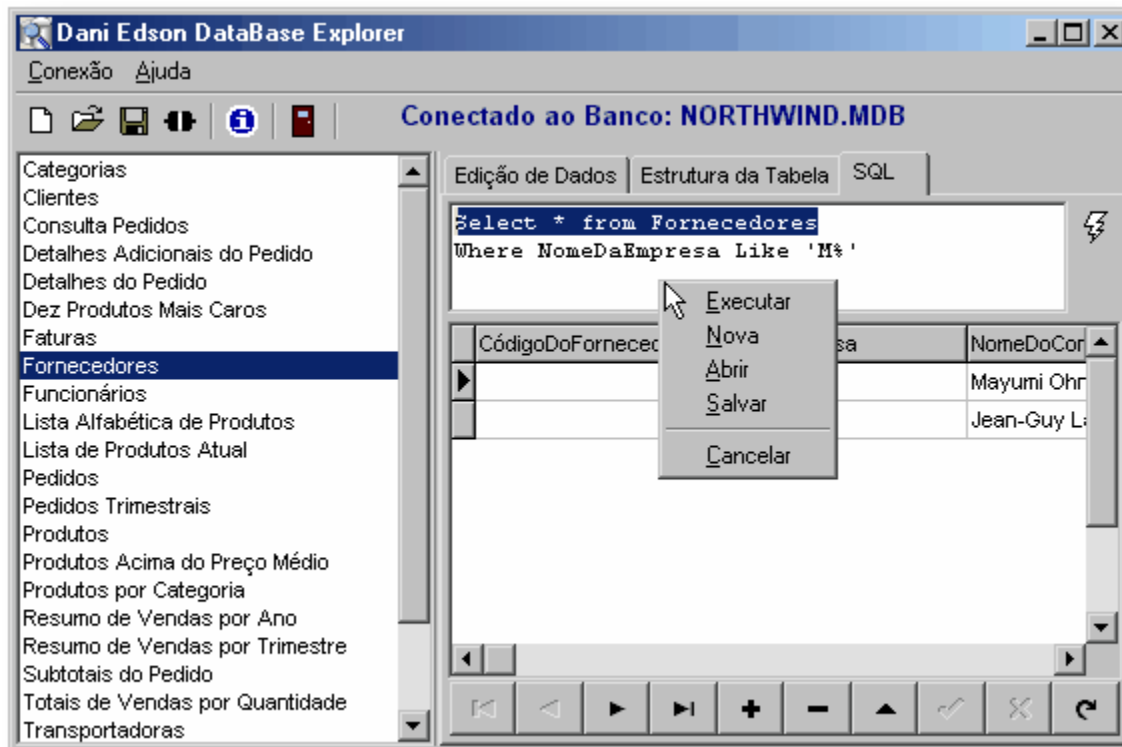 Dani Edson DataBase Explorer
Conexão Ajuda
Conectado ao Banco: NORTHWIND.MDB
Categorias
Clientes
Consulta Pedidos
Detalhes Adicionais do Pedido
Detalhes do Pedido
Dez Produtos Mais Caros
Faturas
Fornecedores
Funcionários
Lista Alfabética de Produtos
Lista de Produtos Atual
Pedidos
Pedidos Trimestrais
Produtos
Produtos Acima do Preço Médio
Produtos por Categoria
Resumo de Vendas por Ano
Resumo de Vendas por Trimestre
Subtotais do Pedido
Totais de Vendas por Quantidade
Transportadoras
Edição de Dados Estrutura da Tabela SQL
Select * from Fornecedores
Where NomeDaEmpresa Like 'M%'
Executar
Nova
Abrir
Salvar
Cancelar
CódigoDoFornecec sa NomeDoCor
Mayumi Ohn
Jean-Guy La